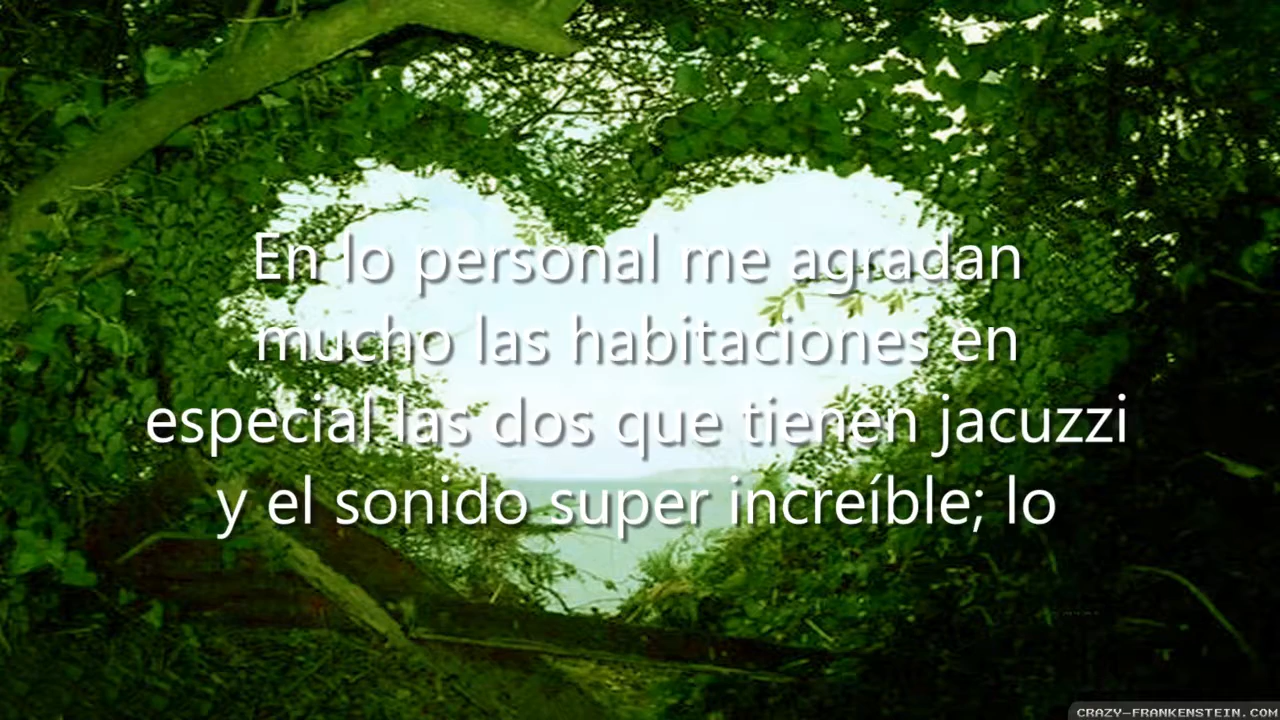 En lo personal me agradan
mucho las habitaciones en
especial las dos que tienen jacuzzi
y el sonido super increíble; lo
CRAZY-FRANKENSTEIN.COM